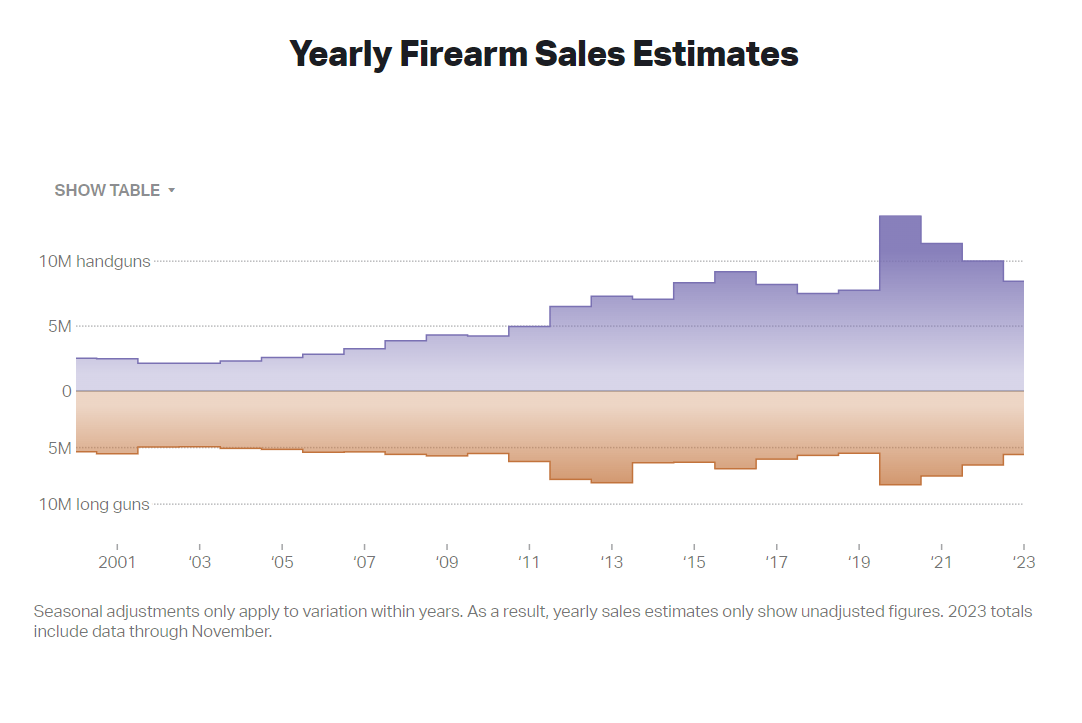 Yearly Firearm Sales Estimates
SHOW TABLE
10M handguns
5M
0
5M
10M long guns
2001 ‘03 ‘05 ‘07 ‘09 ‘11 ‘13 ‘15 ‘17 ‘19 ‘21 ‘23
Seasonal adjustments only apply to variation within years. As a result, yearly sales estimates only show unadjusted figures. 2023 totals
include data through November.